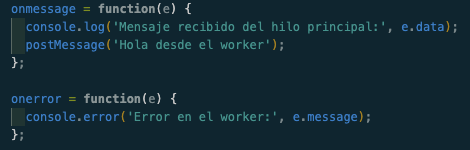 onmessage = function(e) {
  console.log('Mensaje recibido del hilo principal:', e.data);
  postMessage('Hola desde el worker');
};

onerror = function(e) {
  console.error('Error en el worker:', e.message);
};